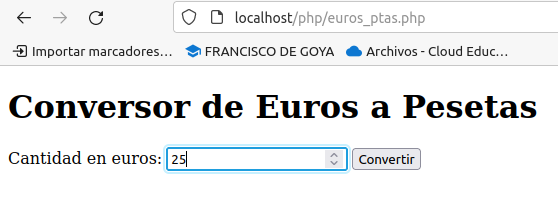 localhost/php/euros_ptas.php
Importar marcadores... FRANCISCO DE GOYA Archivos - Cloud Educ...
Conversor de Euros a Pesetas
Cantidad en euros: 25 Convertir